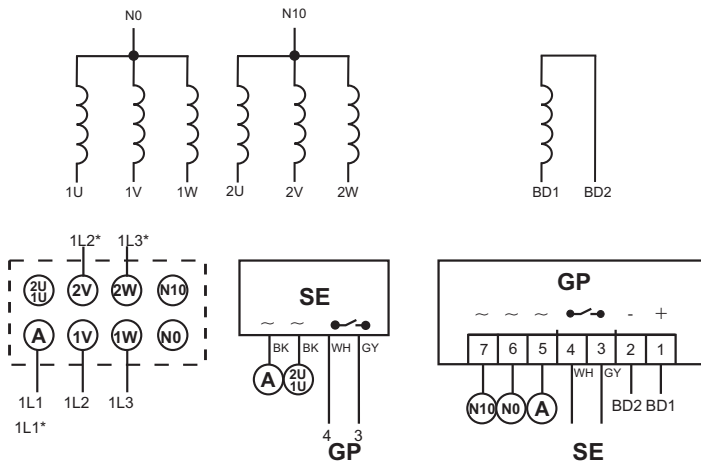 N0 N10
1U 1V 1W 2U 2V 2W BD1 BD2
1L2* 1L3*
2U 1U 2V 2W N10
A 1V 1W N0
1L1 1L2 1L3
1L1*
SE
~ ~
BK BK WH GY
A 2U 1U
4 3
GP
GP
~ ~ ~ - +
7 6 5 4 3 2 1
WH GY
N10 N0 A BD2 BD1
SE